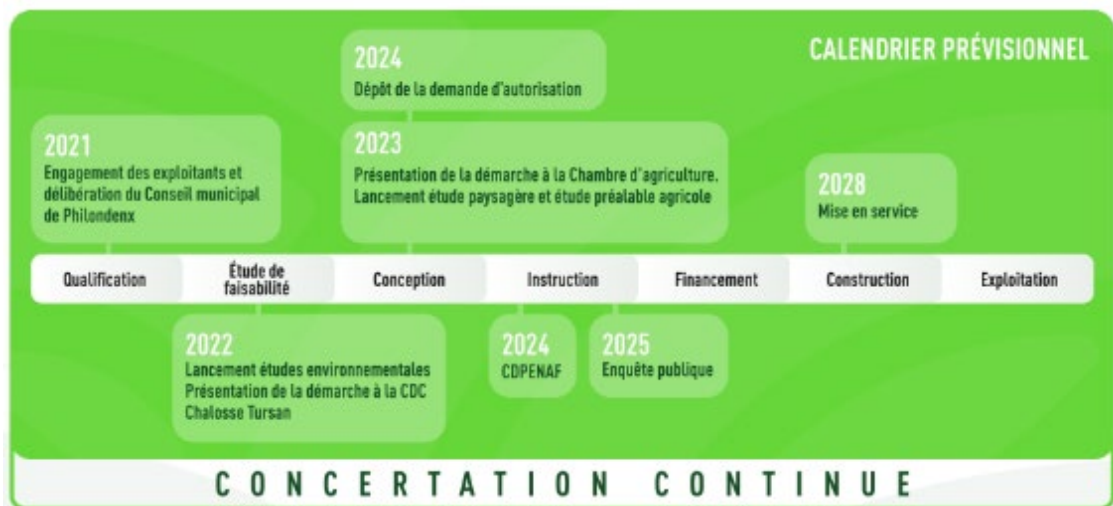 CALENDRIER PRÉVISIONNEL
2024
Dépôt de la demande d'autorisation
2021
Engagement des exploitants et
délibération du Conseil municipal
de Philondenx
2023
Présentation de la démarche à la Chambre d'agriculture.
Lancement étude paysagère et étude préalable agricole
2028
Mise en service
Qualification
Étude de
faisabilité
Conception
Instruction
Financement
Construction
Exploitation
2022
Lancement études environnementales
Présentation de la démarche à la CDC
Chalosse Tursan
2024
CDPENAF
2025
Enquête publique
CONCERTATION CONTINUE